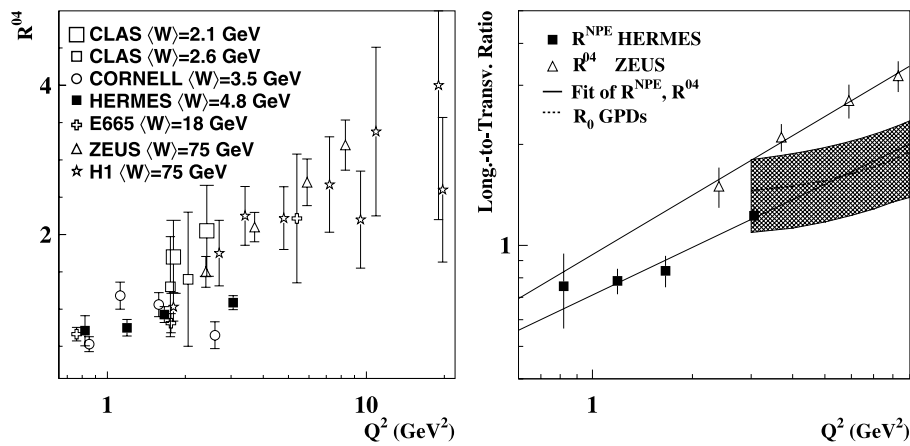 R^04
CLAS ⟨W⟩=2.1 GeV
CLAS ⟨W⟩=2.6 GeV
CORNELL ⟨W⟩=3.5 GeV
HERMES ⟨W⟩=4.8 GeV
E665 ⟨W⟩=18 GeV
ZEUS ⟨W⟩=75 GeV
H1 ⟨W⟩=75 GeV
4
2
1
10
Q^2 (GeV^2)
Long.-to-Transv. Ratio
R^NPE HERMES
R^04 ZEUS
Fit of R^NPE, R^04
R_0 GPDs
1
1
Q^2 (GeV^2)